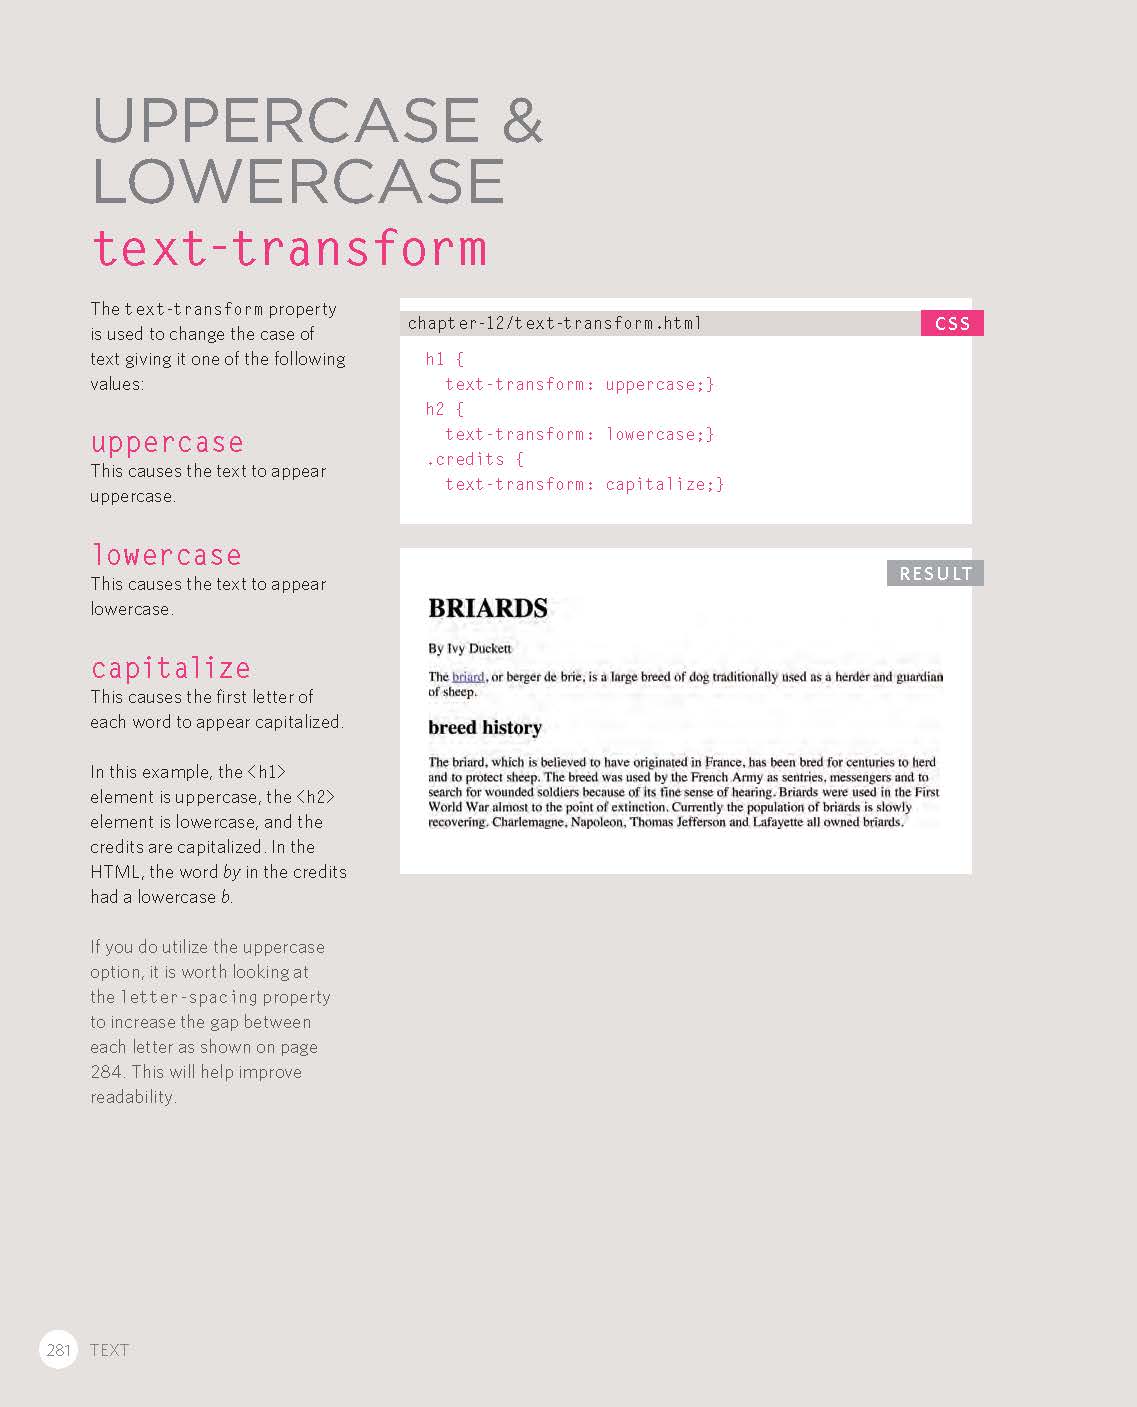 UPPERCASE &
LOWERCASE
text-transform
The text-transform property
is used to change the case of
text giving it one of the following
values:
uppercase
This causes the text to appear
uppercase.
lowercase
This causes the text to appear
lowercase.
capitalize
This causes the first letter of
each word to appear capitalized.
In this example, the <h1>
element is uppercase, the <h2>
element is lowercase, and the
credits are capitalized. In the
HTML, the word by in the credits
had a lowercase b.
If you do utilize the uppercase
option, it is worth looking at
the letter-spacing property
to increase the gap between
each letter as shown on page
284. This will help improve
readability.
chapter-12/text-transform.html CSS
h1 {
  text-transform: uppercase;}
h2 {
  text-transform: lowercase;}
.credits {
  text-transform: capitalize;}
RESULT
BRIARDS
By Ivy Duckett
The briard, or berger de brie, is a large breed of dog traditionally used as a herder and guardian
of sheep.
breed history
The briard, which is believed to have originated in France, has been bred for centuries to herd
and to protect sheep. The breed was used by the French Army as sentries, messengers and to
search for wounded soldiers because of its fine sense of hearing. Briards were used in the First
World War almost to the point of extinction. Currently the population of briards is slowly
recovering. Charlemagne, Napoleon, Thomas Jefferson and Lafayette all owned briards.
281 TEXT